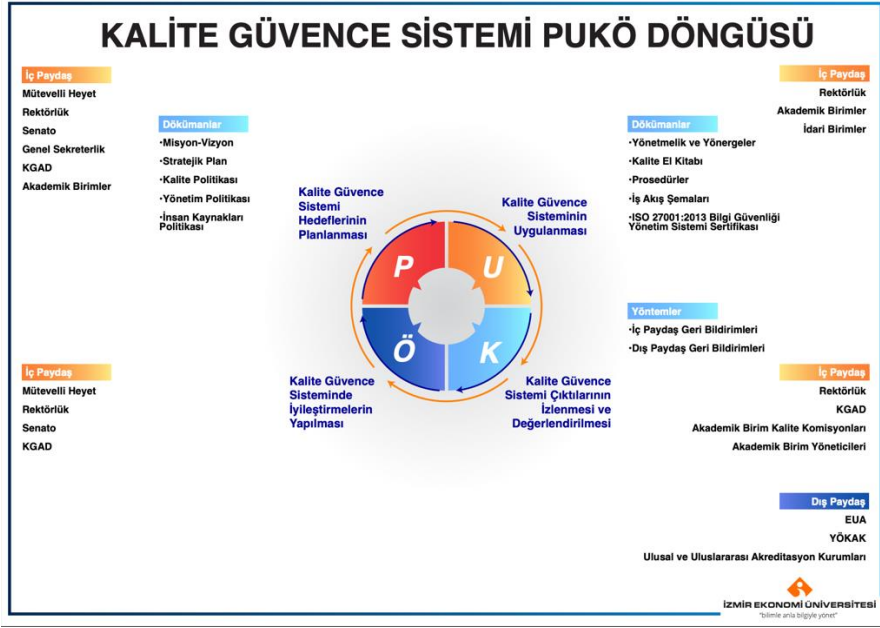 KALİTE GÜVENCE SİSTEMİ PUKÖ DÖNGÜSÜ
İç Paydaş
Mütevelli Heyet
Rektörlük
Senato
Genel Sekreterlik
KGAD
Akademik Birimler
Dökümanlar
·Misyon-Vizyon
·Stratejik Plan
·Kalite Politikası
·Yönetim Politikası
·İnsan Kaynakları
Politikası
Kalite Güvence
Sistemi
Hedeflerinin
Planlanması
P
Kalite Güvence
Sisteminin
Uygulanması
U
Dökümanlar
·Yönetmelik ve Yönergeler
·Kalite El Kitabı
·Prosedürler
·İş Akış Şemaları
·ISO 27001:2013 Bilgi Güvenliği
Yönetim Sistemi Sertifikası
İç Paydaş
Rektörlük
Akademik Birimler
İdari Birimler
Yöntemler
·İç Paydaş Geri Bildirimleri
·Dış Paydaş Geri Bildirimleri
K
Kalite Güvence
Sistemi Çıktılarının
İzlenmesi ve
Değerlendirilmesi
İç Paydaş
Rektörlük
KGAD
Akademik Birim Kalite Komisyonları
Akademik Birim Yöneticileri
Dış Paydaş
EUA
YÖKAK
Ulusal ve Uluslararası Akreditasyon Kurumları
Ö
Kalite Güvence
Sisteminde
İyileştirmelerin
Yapılması
İç Paydaş
Mütevelli Heyet
Rektörlük
Senato
KGAD
İZMİR EKONOMİ ÜNİVERSİTESİ
"bilimle anla bilgiyle yönet"